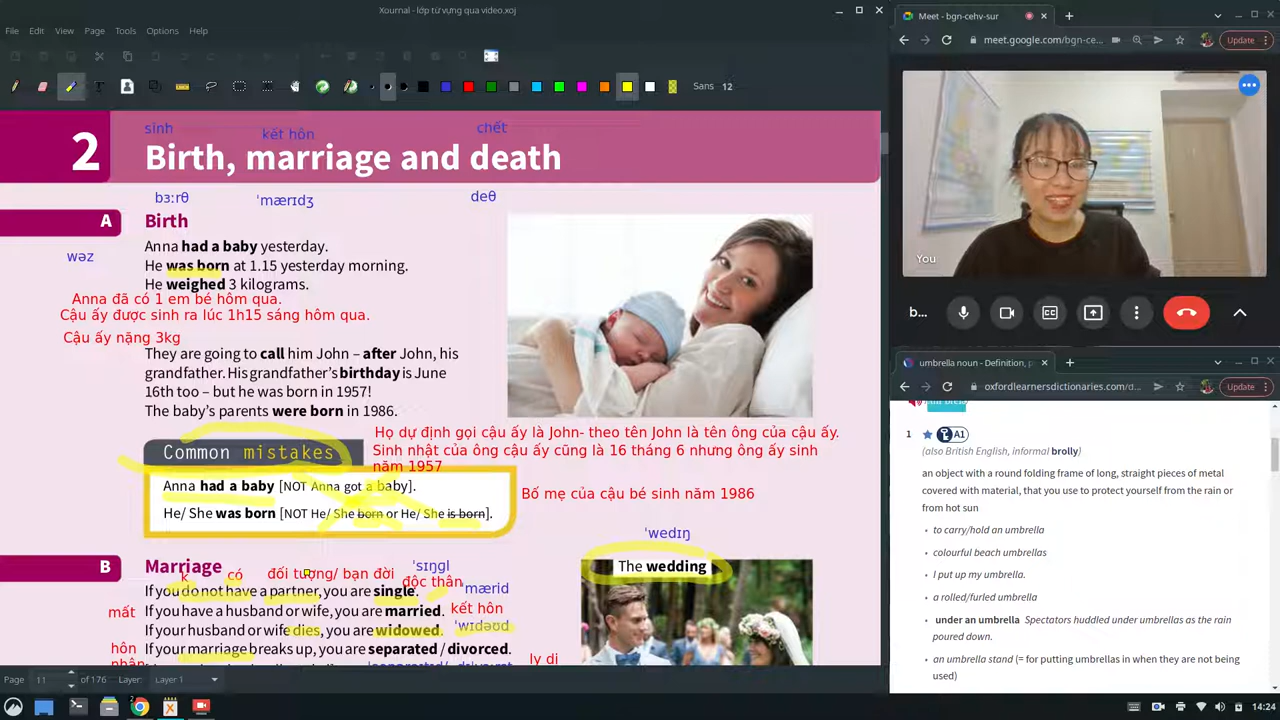 Xournal - lớp từ vựng qua video.xoj
File Edit View Page Tools Options Help
Sans 12
sinh
kết hôn
chết
2
Birth, marriage and death
bɜːrθ
ˈmærɪdʒ
deθ
A
Birth
Anna had a baby yesterday.
wəz
He was born at 1.15 yesterday morning.
He weighed 3 kilograms.
Anna đã có 1 em bé hôm qua.
Cậu ấy được sinh ra lúc 1h15 sáng hôm qua.
Cậu ấy nặng 3kg
They are going to call him John – after John, his
grandfather. His grandfather's birthday is June
16th too – but he was born in 1957!
The baby's parents were born in 1986.
Họ dự định gọi cậu ấy là John- theo tên John là tên ông của cậu ấy.
Sinh nhật của ông cậu ấy cũng là 16 tháng 6 nhưng ông ấy sinh
năm 1957
Common mistakes
Anna had a baby [NOT Anna got a baby].
Bố mẹ của cậu bé sinh năm 1986
He/ She was born [NOT He/ She born or He/ She is born].
ˈwedɪŋ
B
Marriage
The wedding
k có đối tượng/ bạn đời
ˈsɪŋɡl
độc thân
If you do not have a partner, you are single.
ˈmærid
If you have a husband or wife, you are married.
kết hôn
mất
If your husband or wife dies, you are widowed.
ˈwɪdəʊd
hôn
nhân
If your marriage breaks up, you are separated / divorced.
ly dị
Page 11 of 176 Layer: Layer 1
Meet - bgn-cehv-sur
meet.google.com/bgn-ce...
Update
You
b...
umbrella noun - Definition, p
oxfordlearnersdictionaries.com/d...
Update
1
A1
(also British English, informal brolly)
an object with a round folding frame of long, straight pieces of metal
covered with material, that you use to protect yourself from the rain or
from hot sun
to carry/hold an umbrella
colourful beach umbrellas
I put up my umbrella.
a rolled/furled umbrella
under an umbrella Spectators huddled under umbrellas as the rain
poured down.
an umbrella stand (= for putting umbrellas in when they are not being
used)
2
14:24